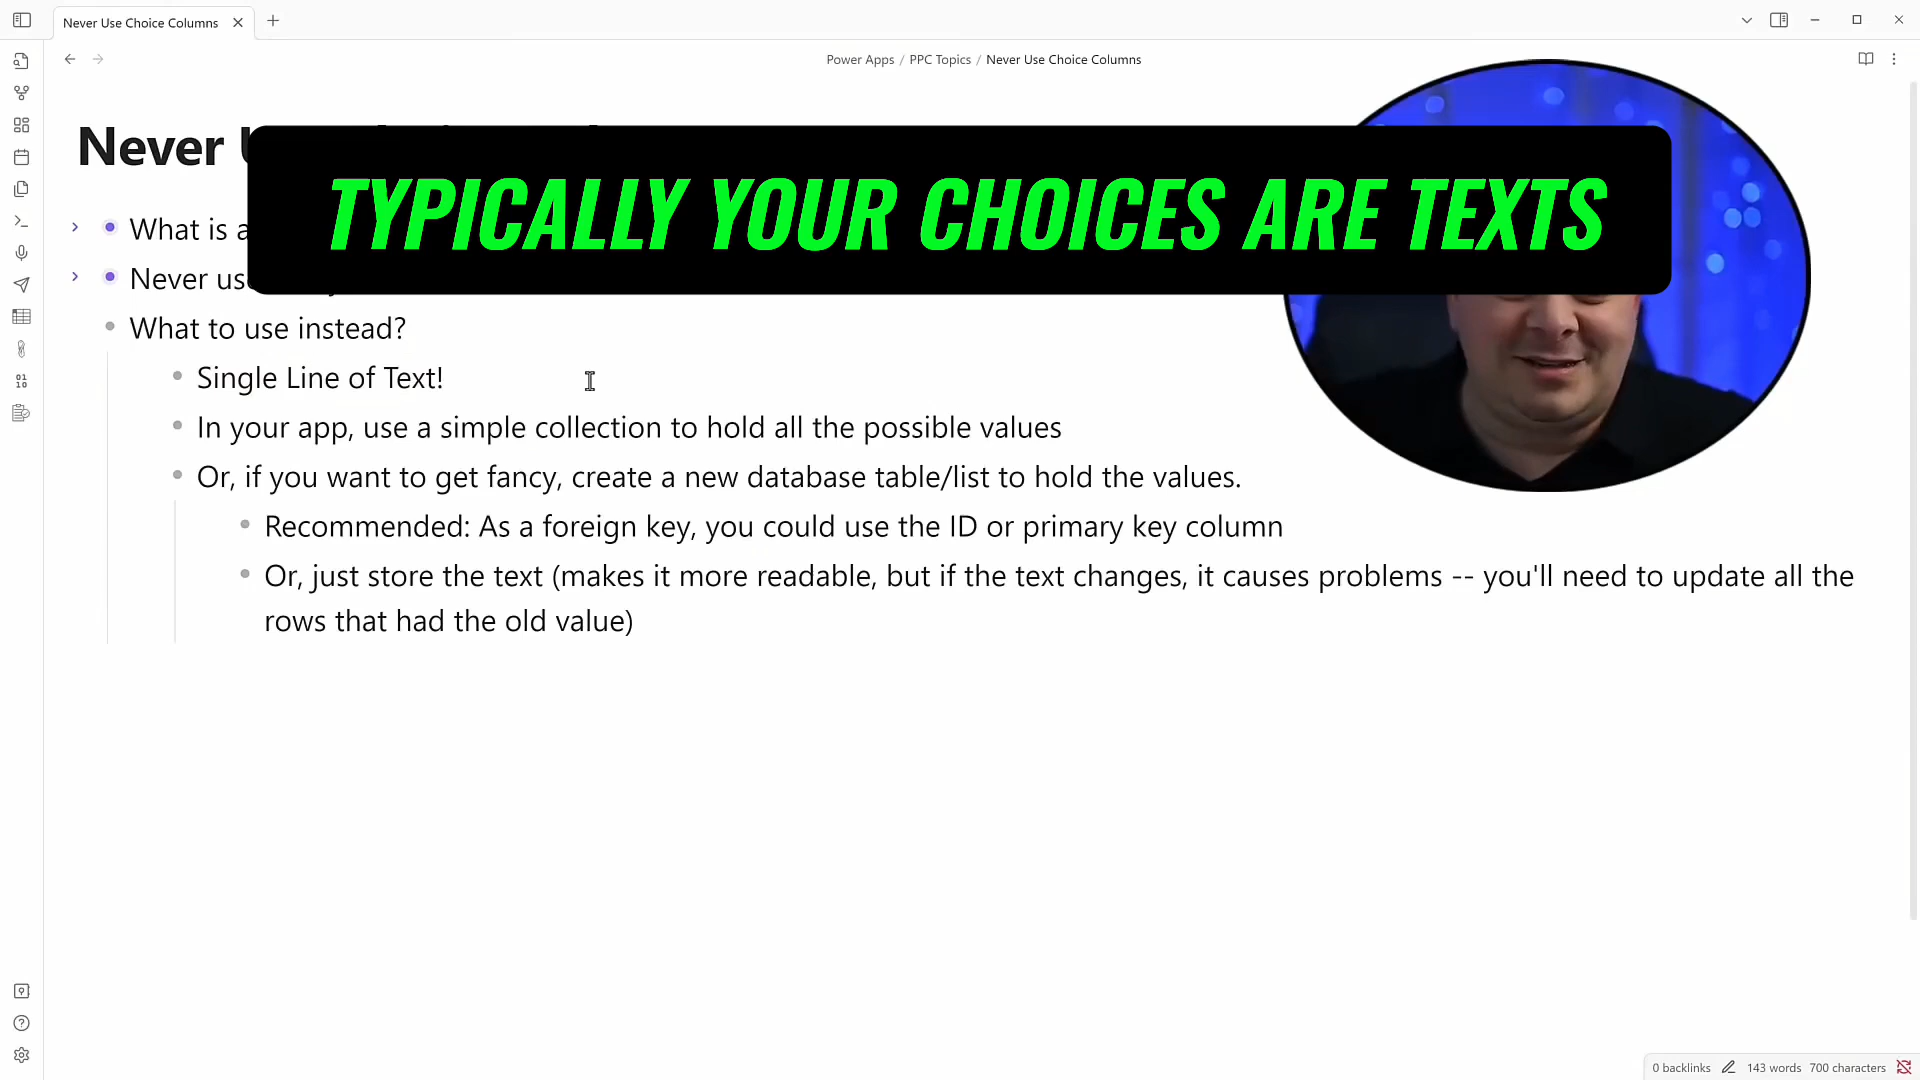 Never Use Choice Columns
Power Apps / PPC Topics / Never Use Choice Columns
Never
TYPICALLY YOUR CHOICES ARE TEXTS
What is a
Never use
What to use instead?
Single Line of Text!
In your app, use a simple collection to hold all the possible values
Or, if you want to get fancy, create a new database table/list to hold the values.
Recommended: As a foreign key, you could use the ID or primary key column
Or, just store the text (makes it more readable, but if the text changes, it causes problems -- you'll need to update all the
rows that had the old value)
0 backlinks 143 words 700 characters